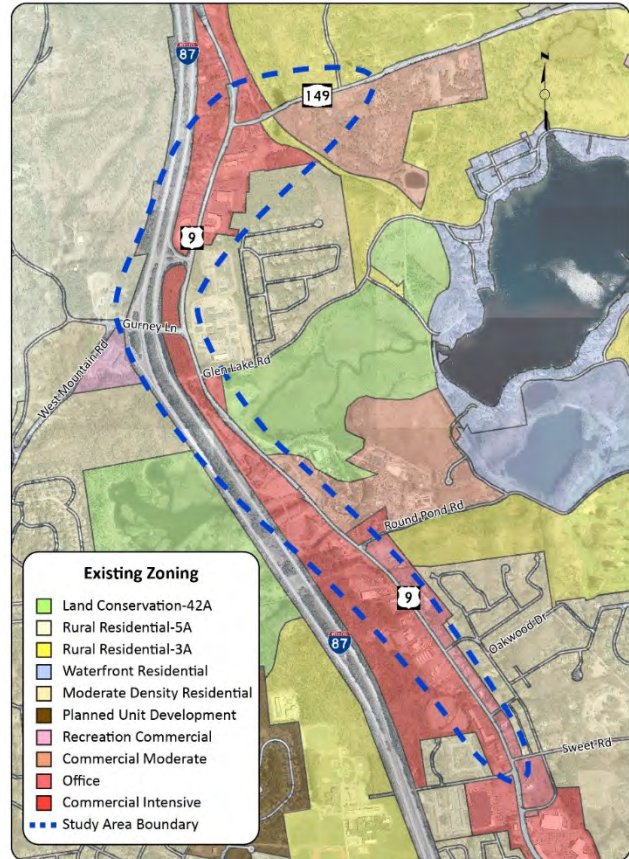 87
149
N
9
Gurney Ln
West Mountain Rd
Glen Lake Rd
Round Pond Rd
9
Oakwood Dr
87
Sweet Rd
Existing Zoning
Land Conservation-42A
Rural Residential-5A
Rural Residential-3A
Waterfront Residential
Moderate Density Residential
Planned Unit Development
Recreation Commercial
Commercial Moderate
Office
Commercial Intensive
Study Area Boundary